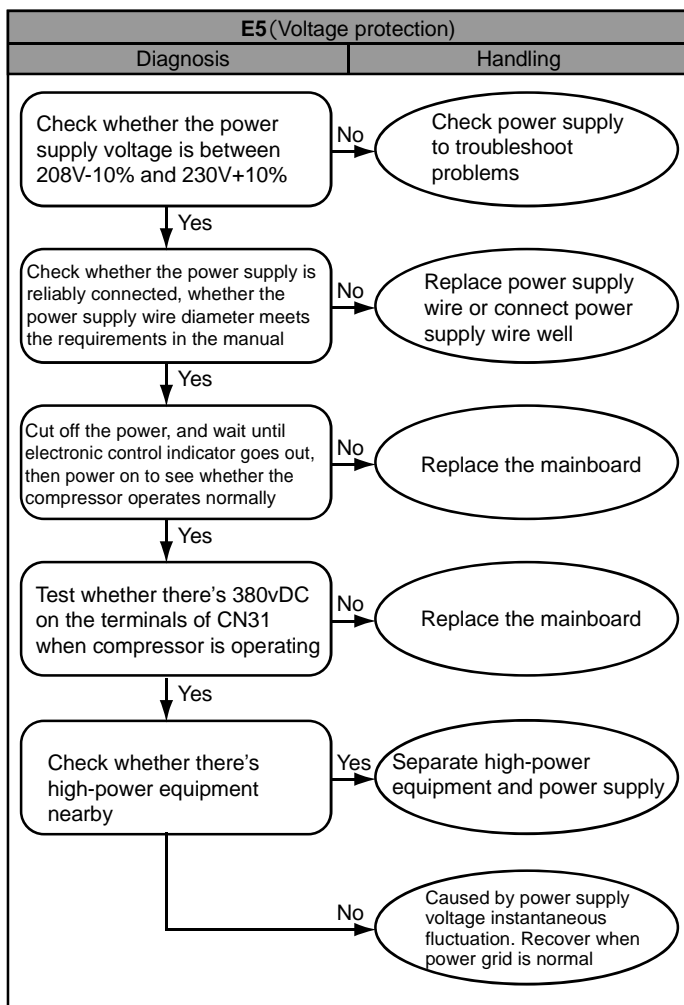 E5(Voltage protection)
Diagnosis
Handling
Check whether the power
supply voltage is between
208V-10% and 230V+10%
No
Check power supply
to troubleshoot
problems
Yes
Check whether the power supply is
reliably connected, whether the
power supply wire diameter meets
the requirements in the manual
No
Replace power supply
wire or connect power
supply wire well
Yes
Cut off the power, and wait until
electronic control indicator goes out,
then power on to see whether the
compressor operates normally
No
Replace the mainboard
Yes
Test whether there's 380vDC
on the terminals of CN31
when compressor is operating
No
Replace the mainboard
Yes
Check whether there's
high-power equipment
nearby
Yes
Separate high-power
equipment and power supply
No
Caused by power supply
voltage instantaneous
fluctuation. Recover when
power grid is normal